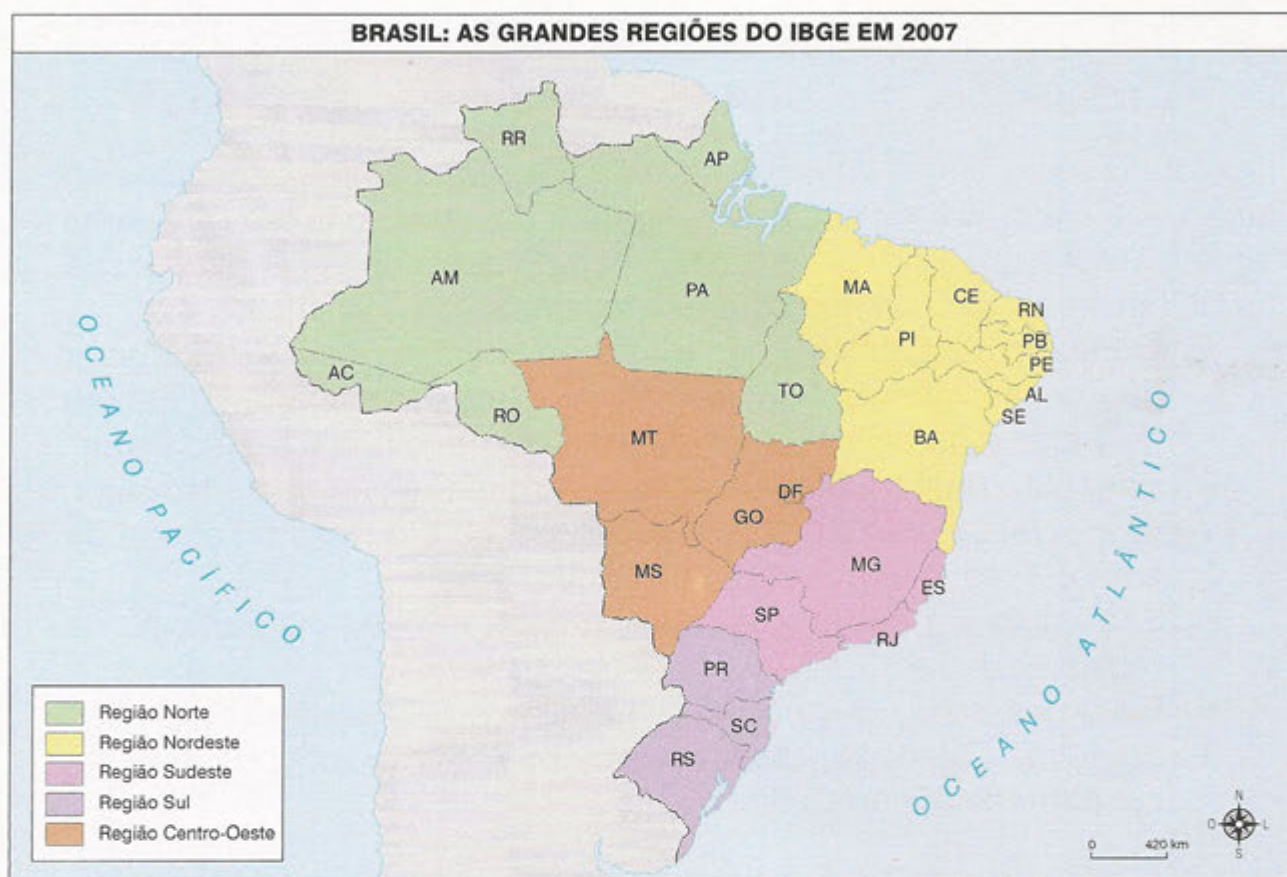 BRASIL: AS GRANDES REGIÕES DO IBGE EM 2007
RR
AP
AM
PA
MA
CE
RN
PI
PB
PE
AC
TO
AL
RO
SE
MT
BA
DF
GO
MS
MG
ES
SP
RJ
PR
SC
RS
OCEANO PACÍFICO
OCEANO ATLÂNTICO
Região Norte
Região Nordeste
Região Sudeste
Região Sul
Região Centro-Oeste
N
O L
S
0 420 km